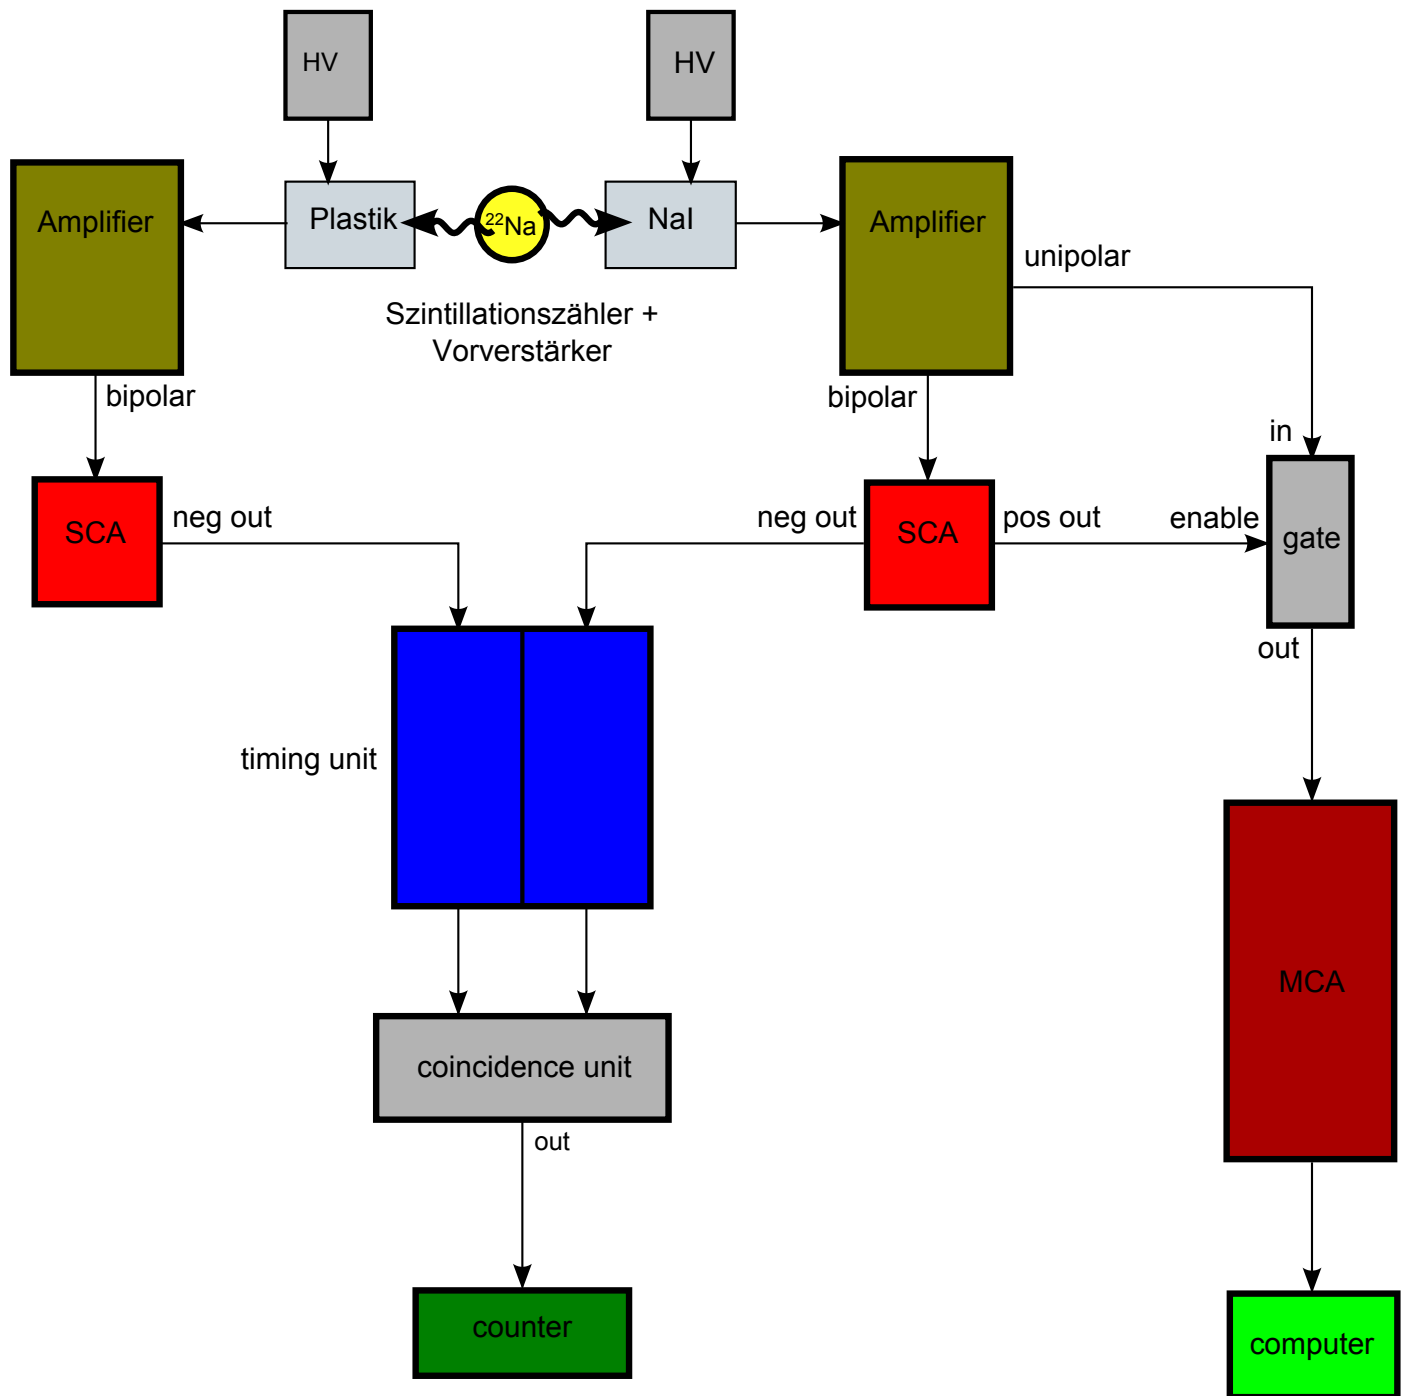 HV
HV
Amplifier
Plastik
²²Na
NaI
Amplifier
unipolar
Szintillationszähler +
Vorverstärker
bipolar
bipolar
in
SCA
neg out
neg out
SCA
pos out
enable
gate
out
timing unit
MCA
coincidence unit
out
counter
computer